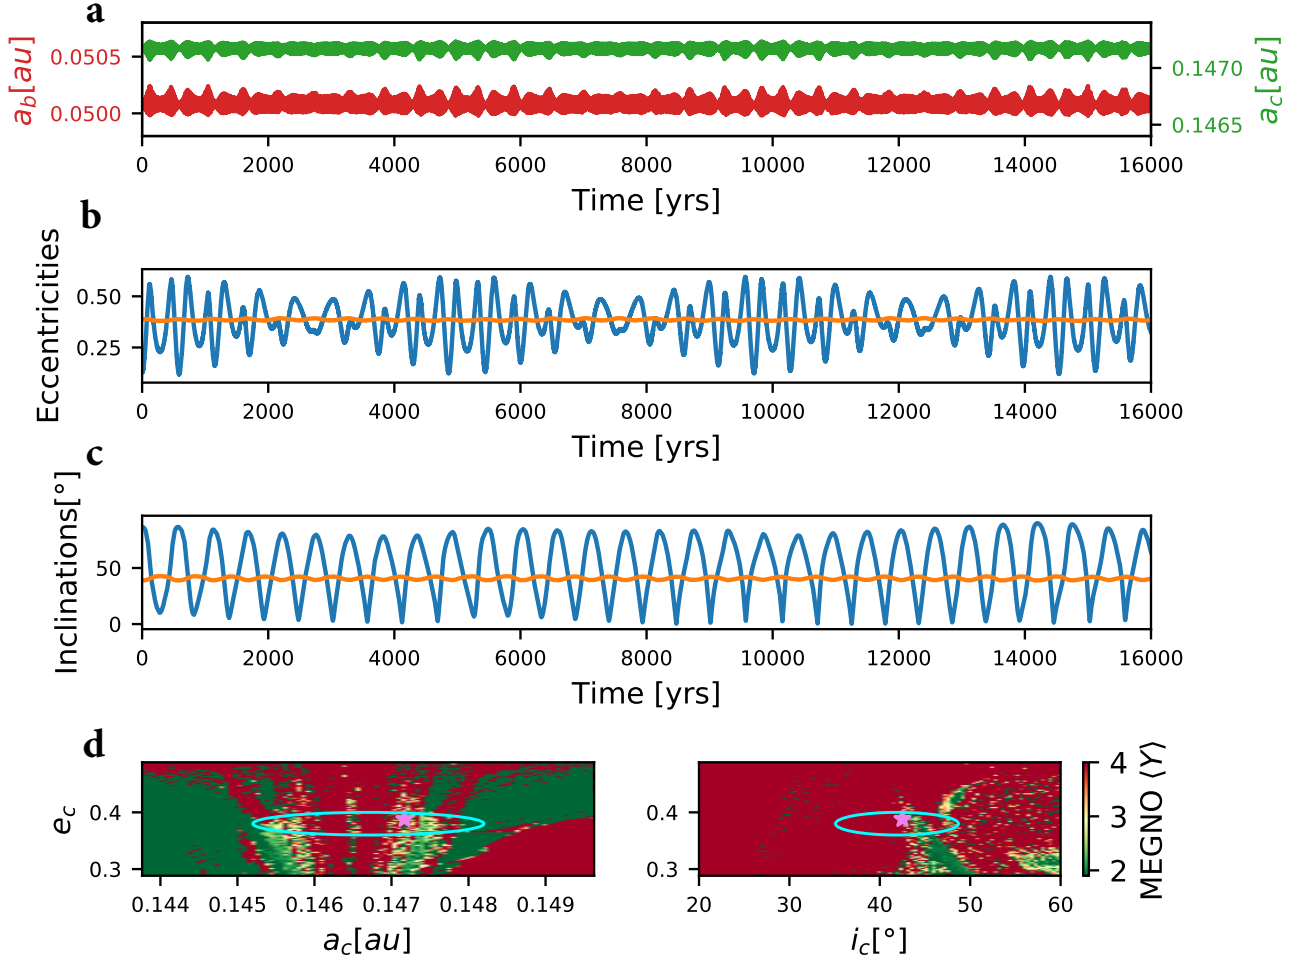 a
a_b[au]
0.0505
0.0500
0.1470
0.1465
a_c[au]
0 2000 4000 6000 8000 10000 12000 14000 16000
Time [yrs]
b
Eccentricities
0.50
0.25
0 2000 4000 6000 8000 10000 12000 14000 16000
Time [yrs]
c
Inclinations[°]
50
0
0 2000 4000 6000 8000 10000 12000 14000 16000
Time [yrs]
d
e_c
0.4
0.3
0.144 0.145 0.146 0.147 0.148 0.149
a_c[au]
0.4
0.3
20 30 40 50 60
i_c[°]
4
3
2
MEGNO ⟨Y⟩